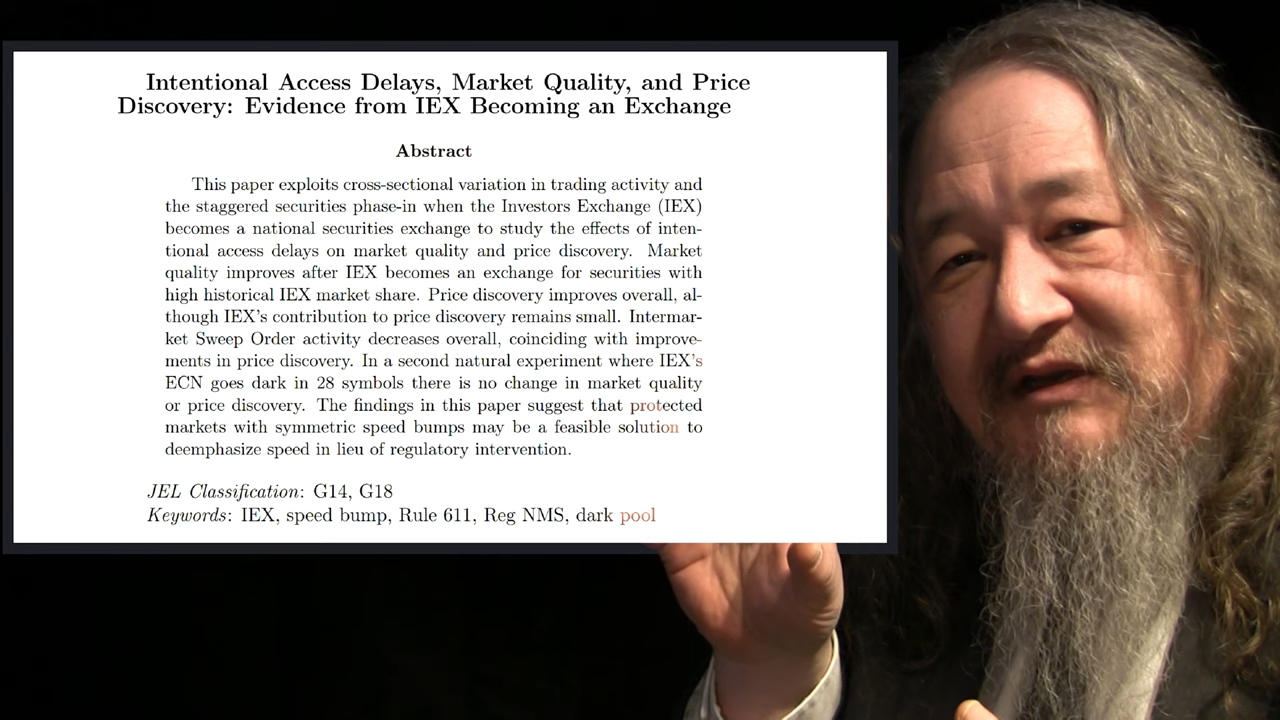 Intentional Access Delays, Market Quality, and Price
Discovery: Evidence from IEX Becoming an Exchange
Abstract
This paper exploits cross-sectional variation in trading activity and
the staggered securities phase-in when the Investors Exchange (IEX)
becomes a national securities exchange to study the effects of inten-
tional access delays on market quality and price discovery. Market
quality improves after IEX becomes an exchange for securities with
high historical IEX market share. Price discovery improves overall, al-
though IEX's contribution to price discovery remains small. Intermar-
ket Sweep Order activity decreases overall, coinciding with improve-
ments in price discovery. In a second natural experiment where IEX's
ECN goes dark in 28 symbols there is no change in market quality
or price discovery. The findings in this paper suggest that protected
markets with symmetric speed bumps may be a feasible solution to
deemphasize speed in lieu of regulatory intervention.
JEL Classification: G14, G18
Keywords: IEX, speed bump, Rule 611, Reg NMS, dark pool